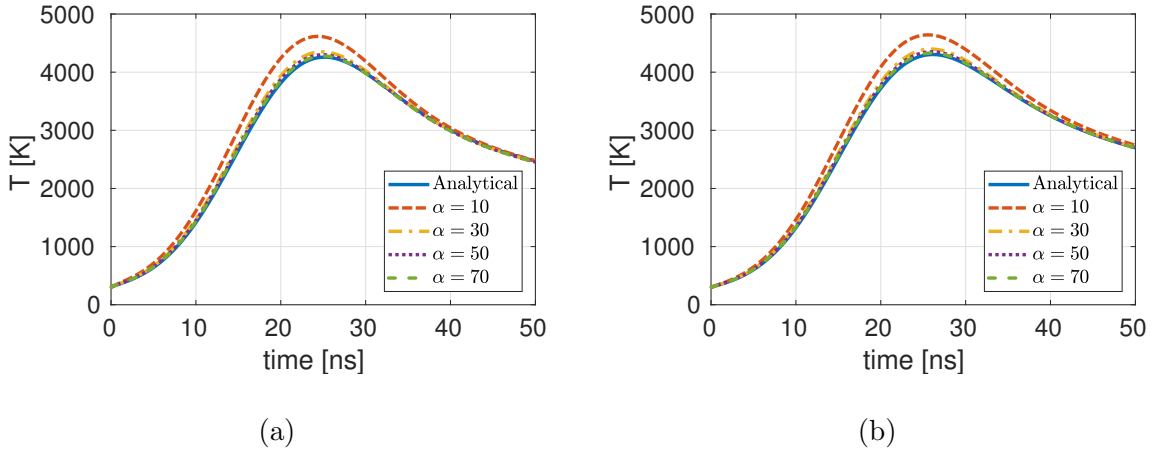 5000
4000
3000
2000
1000
0
T [K]
0 10 20 30 40 50
time [ns]
Analytical
α = 10
α = 30
α = 50
α = 70
(a)
5000
4000
3000
2000
1000
0
T [K]
0 10 20 30 40 50
time [ns]
Analytical
α = 10
α = 30
α = 50
α = 70
(b)